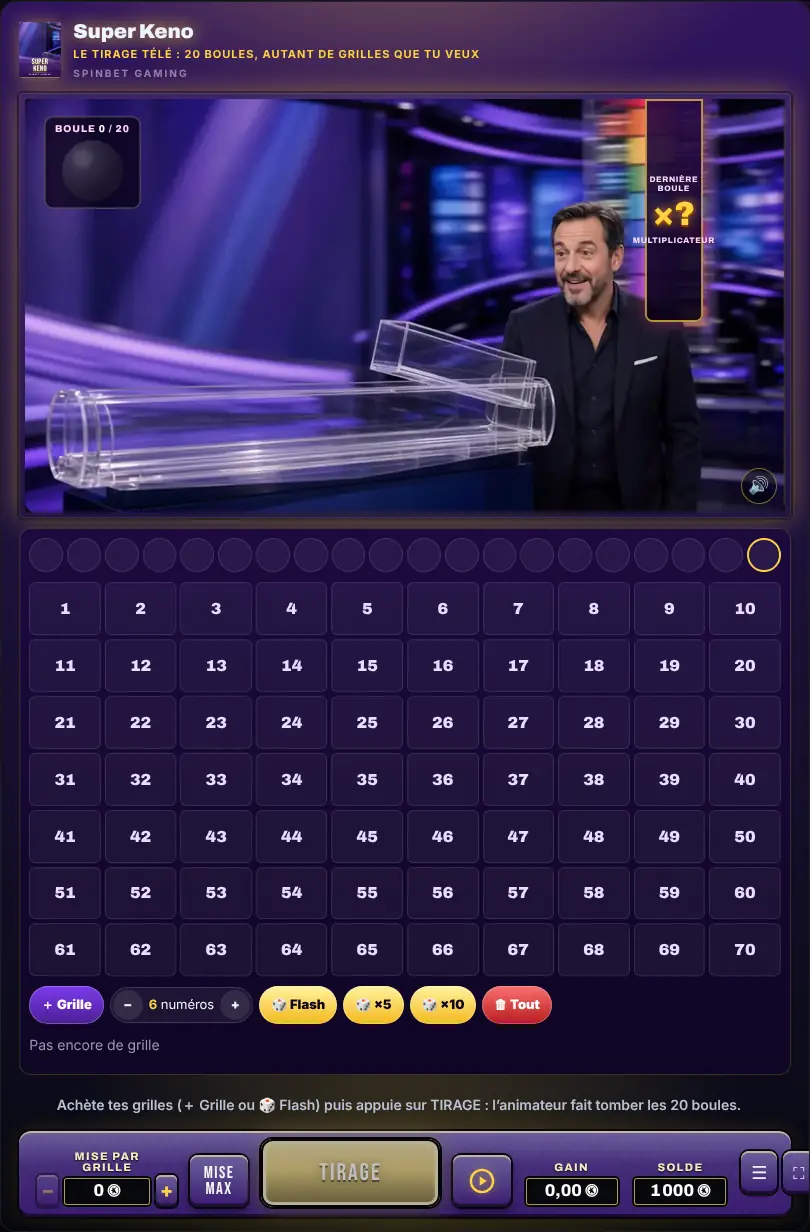 Super Keno
LE TIRAGE TÉLÉ : 20 BOULES, AUTANT DE GRILLES QUE TU VEUX
SPINBET GAMING
SUPER
KENO
BOULE 0 / 20
DERNIÈRE
BOULE
×?
MULTIPLICATEUR
1 2 3 4 5 6 7 8 9 10
11 12 13 14 15 16 17 18 19 20
21 22 23 24 25 26 27 28 29 30
31 32 33 34 35 36 37 38 39 40
41 42 43 44 45 46 47 48 49 50
51 52 53 54 55 56 57 58 59 60
61 62 63 64 65 66 67 68 69 70
+ Grille − 6 numéros + 🎲 Flash 🎲 ×5 🎲 ×10 🗑 Tout
Pas encore de grille
Achète tes grilles (+ Grille ou 🎲 Flash) puis appuie sur TIRAGE : l’animateur fait tomber les 20 boules.
MISE PAR
GRILLE
− 0 +
MISE
MAX
TIRAGE
GAIN
0,00
SOLDE
1 000